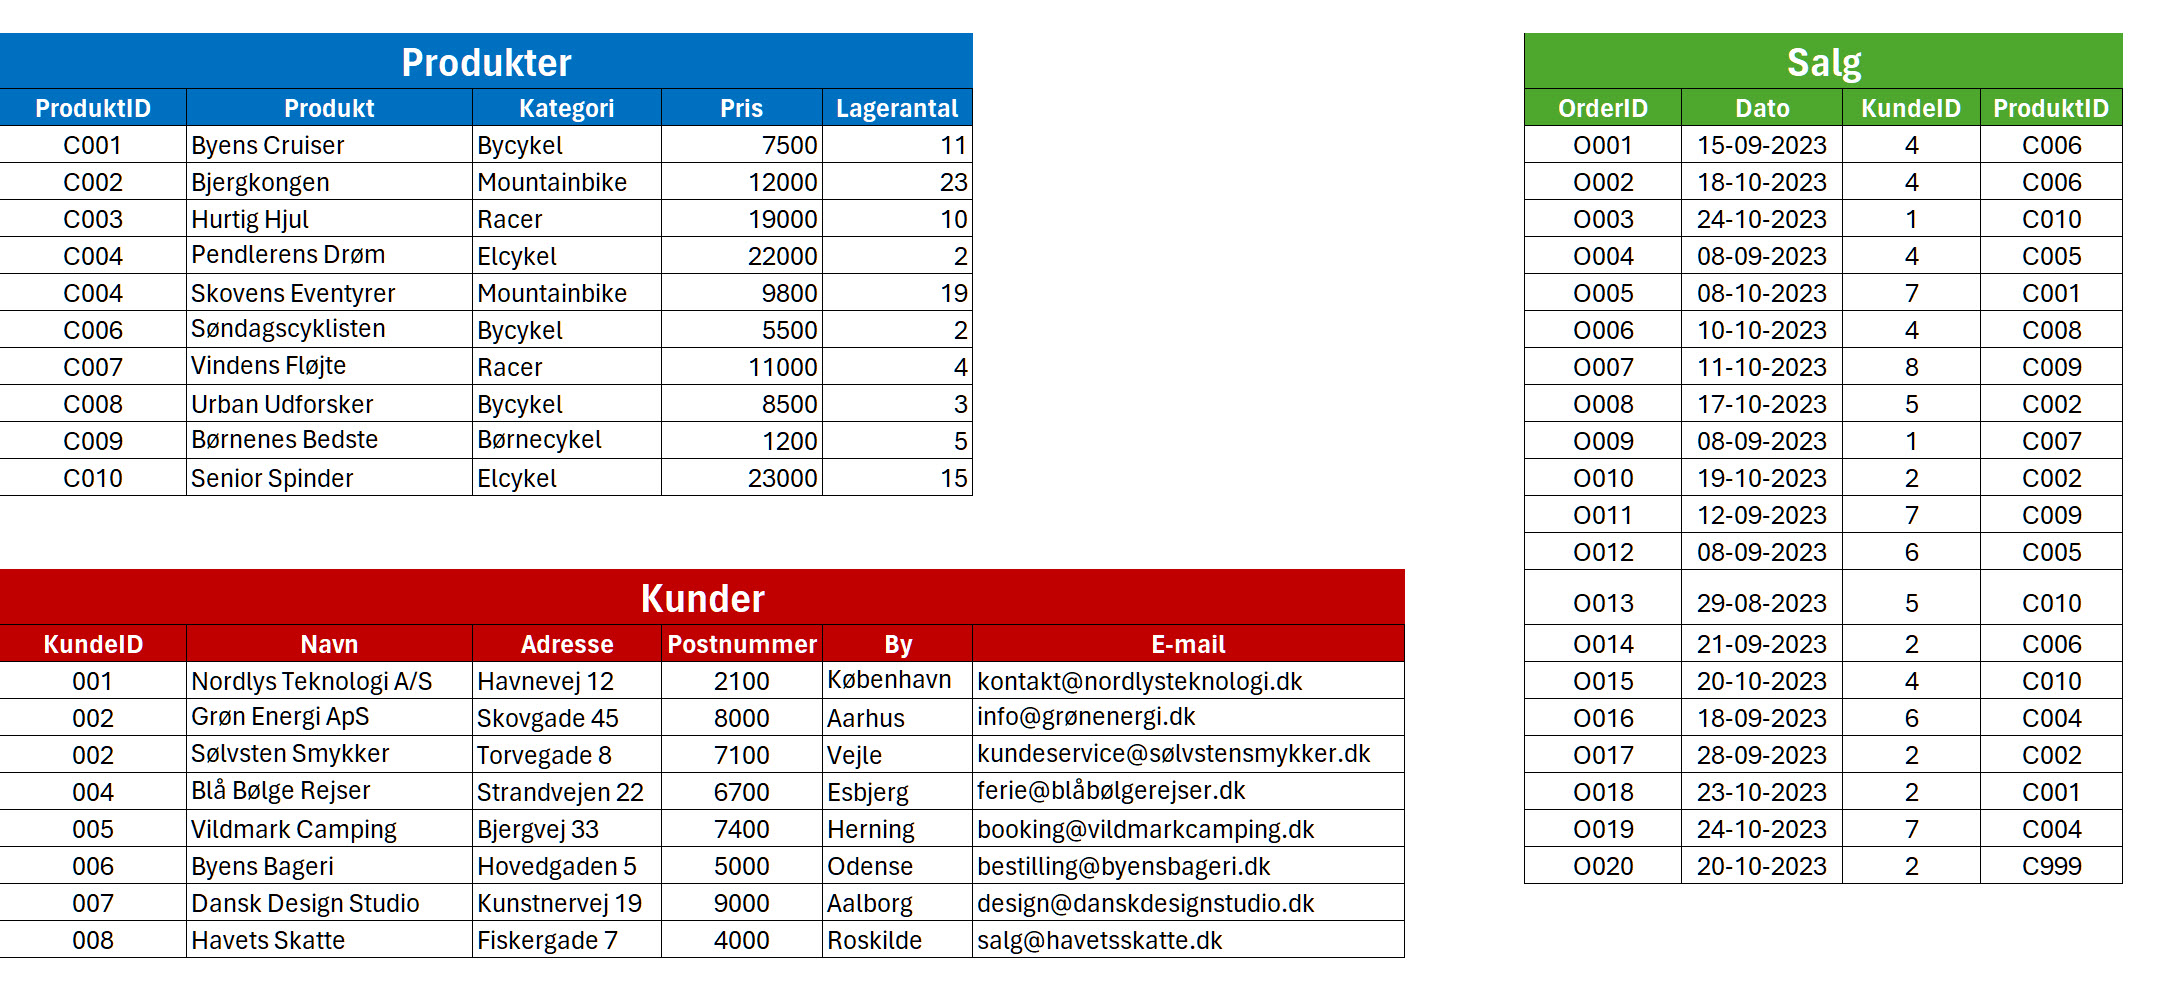 Produkter
ProduktID Produkt Kategori Pris Lagerantal
C001 Byens Cruiser Bycykel 7500 11
C002 Bjergkongen Mountainbike 12000 23
C003 Hurtig Hjul Racer 19000 10
C004 Pendlerens Drøm Elcykel 22000 2
C004 Skovens Eventyrer Mountainbike 9800 19
C006 Søndagscyklisten Bycykel 5500 2
C007 Vindens Fløjte Racer 11000 4
C008 Urban Udforsker Bycykel 8500 3
C009 Børnenes Bedste Børnecykel 1200 5
C010 Senior Spinder Elcykel 23000 15
Kunder
KundeID Navn Adresse Postnummer By E-mail
001 Nordlys Teknologi A/S Havnevej 12 2100 København kontakt@nordlysteknologi.dk
002 Grøn Energi ApS Skovgade 45 8000 Aarhus info@grønenergi.dk
002 Sølvsten Smykker Torvegade 8 7100 Vejle kundeservice@sølvstensmykker.dk
004 Blå Bølge Rejser Strandvejen 22 6700 Esbjerg ferie@blåbølgerejser.dk
005 Vildmark Camping Bjergvej 33 7400 Herning booking@vildmarkcamping.dk
006 Byens Bageri Hovedgaden 5 5000 Odense bestilling@byensbageri.dk
007 Dansk Design Studio Kunstnervej 19 9000 Aalborg design@danskdesignstudio.dk
008 Havets Skatte Fiskergade 7 4000 Roskilde salg@havetsskatte.dk
Salg
OrderID Dato KundeID ProduktID
O001 15-09-2023 4 C006
O002 18-10-2023 4 C006
O003 24-10-2023 1 C010
O004 08-09-2023 4 C005
O005 08-10-2023 7 C001
O006 10-10-2023 4 C008
O007 11-10-2023 8 C009
O008 17-10-2023 5 C002
O009 08-09-2023 1 C007
O010 19-10-2023 2 C002
O011 12-09-2023 7 C009
O012 08-09-2023 6 C005
O013 29-08-2023 5 C010
O014 21-09-2023 2 C006
O015 20-10-2023 4 C010
O016 18-09-2023 6 C004
O017 28-09-2023 2 C002
O018 23-10-2023 2 C001
O019 24-10-2023 7 C004
O020 20-10-2023 2 C999